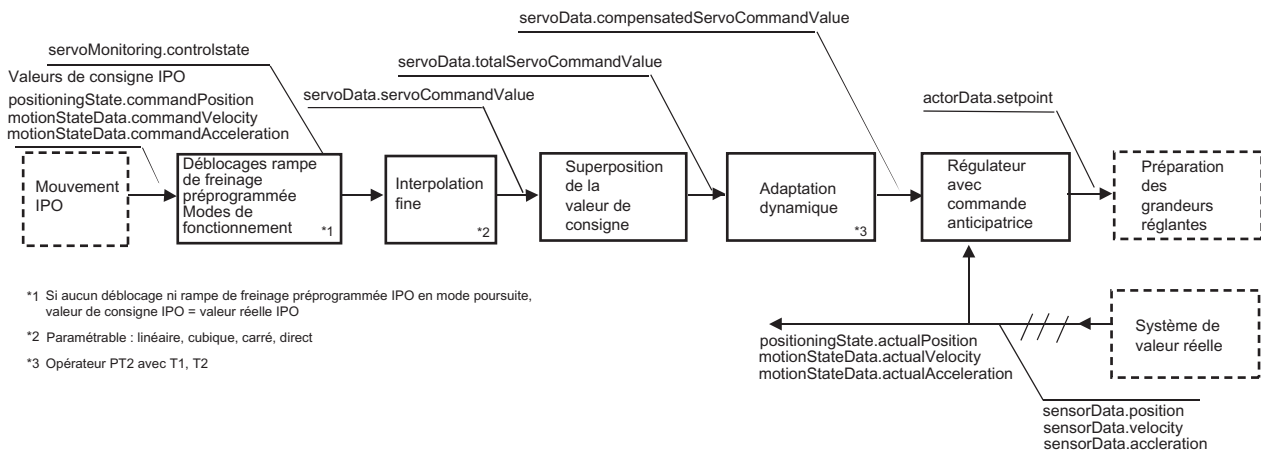 servoData.compensatedServoCommandValue
servoMonitoring.controlstate
servoData.totalServoCommandValue
Valeurs de consigne IPO
positioningState.commandPosition
motionStateData.commandVelocity
motionStateData.commandAcceleration
servoData.servoCommandValue
actorData.setpoint
Mouvement
IPO
Déblocages rampe
de freinage
préprogrammée
Modes de
fonctionnement
*1
Interpolation
fine
*2
Superposition
de la
valeur de
consigne
Adaptation
dynamique
*3
Régulateur
avec
commande
anticipatrice
Préparation
des
grandeurs
réglantes
*1 Si aucun déblocage ni rampe de freinage préprogrammée IPO en mode poursuite,
valeur de consigne IPO = valeur réelle IPO
*2 Paramétrable : linéaire, cubique, carré, direct
*3 Opérateur PT2 avec T1, T2
Système de
valeur réelle
positioningState.actualPosition
motionStateData.actualVelocity
motionStateData.actualAcceleration
sensorData.position
sensorData.velocity
sensorData.accleration